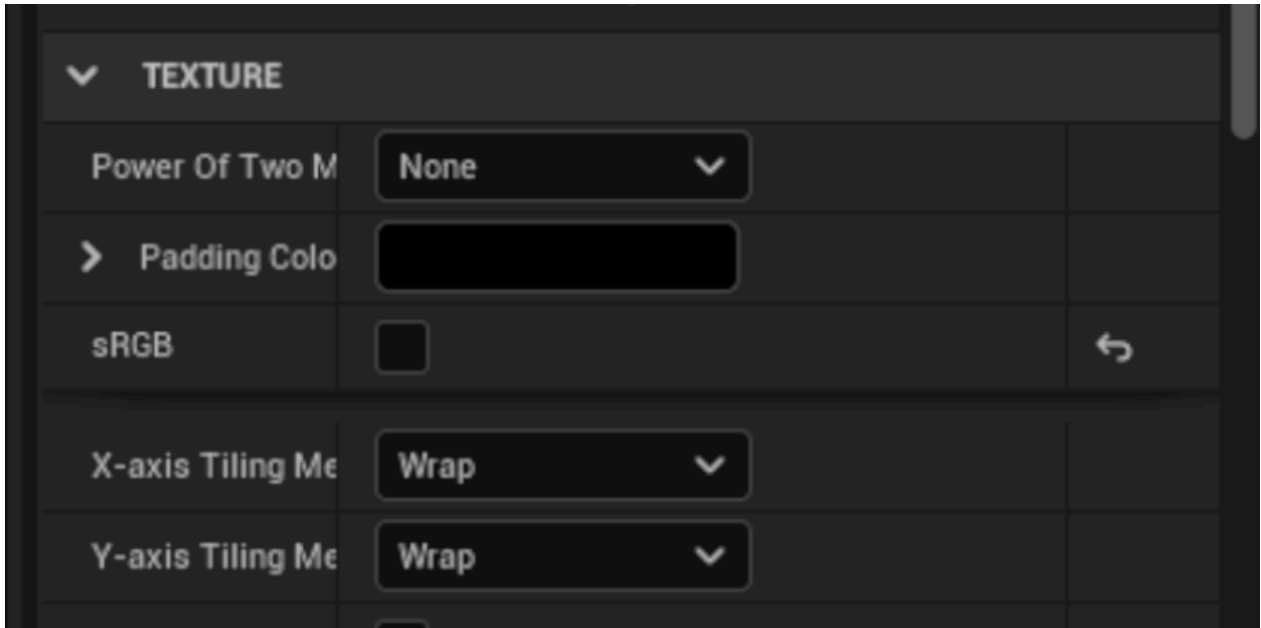 TEXTURE
Power Of Two M
None
Padding Colo
sRGB
X-axis Tiling Me
Wrap
Y-axis Tiling Me
Wrap